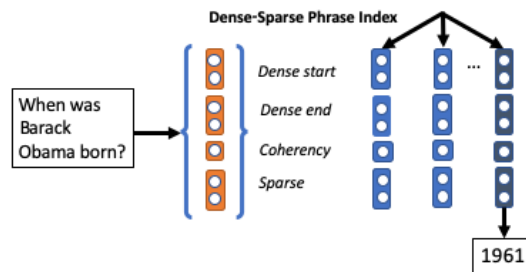 Dense-Sparse Phrase Index
When was
Barack
Obama born?
Dense start
Dense end
Coherency
Sparse
...
1961